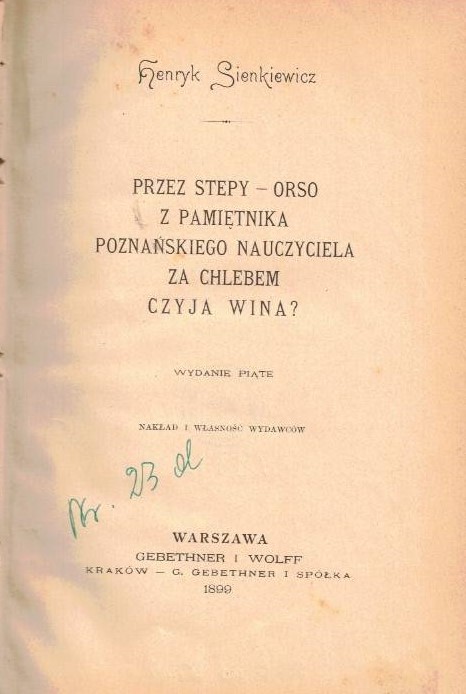 Henryk Sienkiewicz
PRZEZ STEPY – ORSO
Z PAMIĘTNIKA
POZNAŃSKIEGO NAUCZYCIELA
ZA CHLEBEM
CZYJA WINA?
WYDANIE PIĄTE
NAKŁAD I WŁASNOŚĆ WYDAWCÓW
Nr. 23 d
WARSZAWA
GEBETHNER I WOLFF
KRAKÓW – G. GEBETHNER I SPÓŁKA
1899